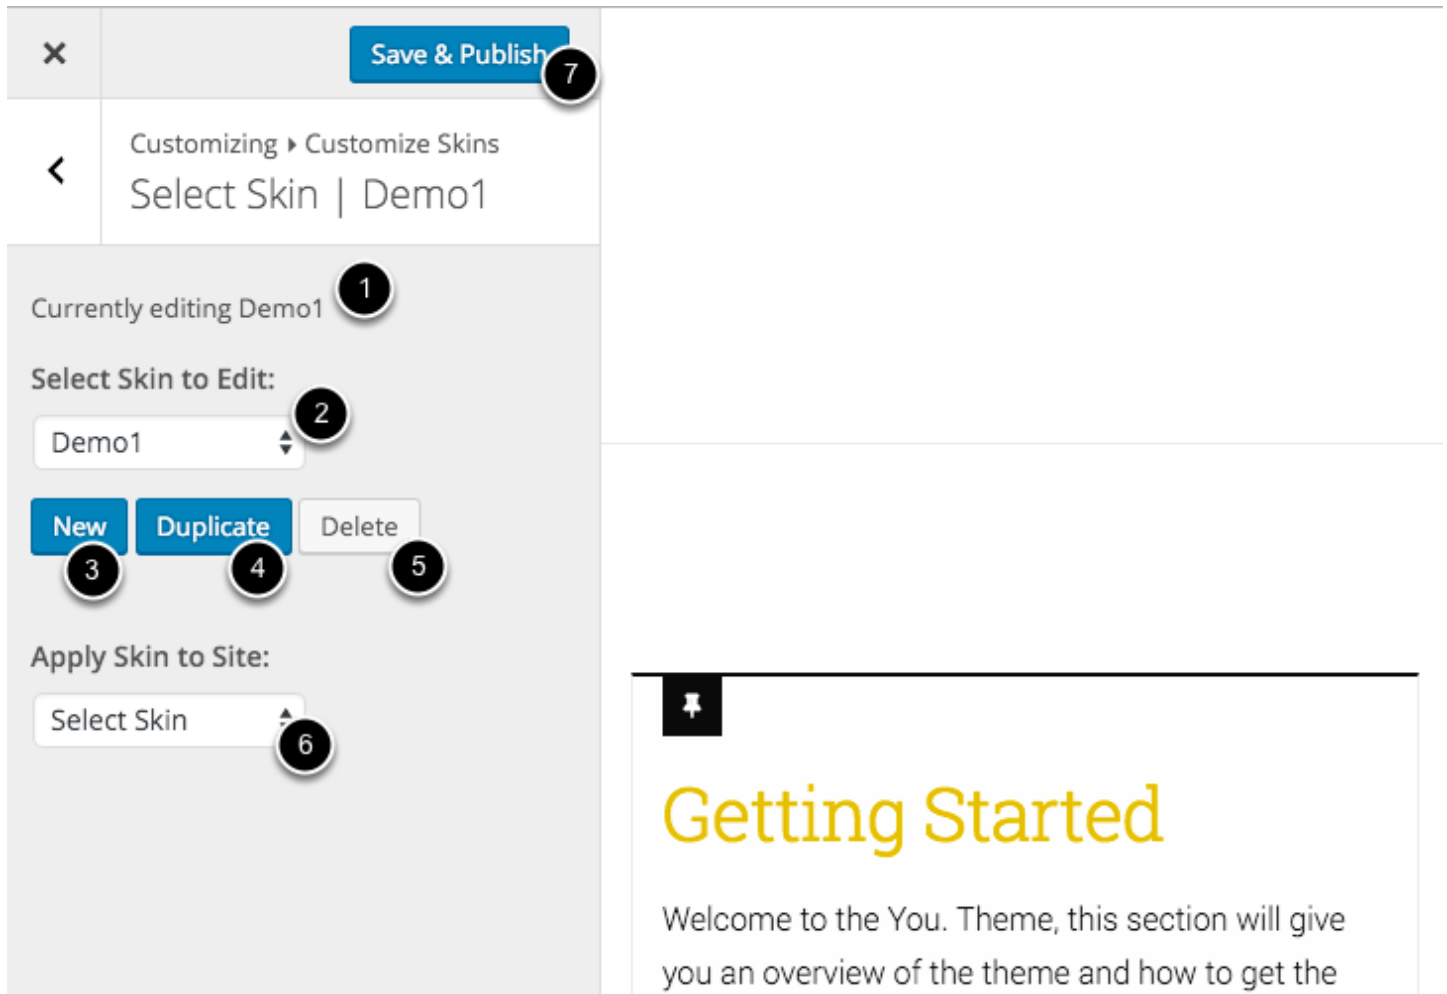 Save & Publish
7
Customizing ▸ Customize Skins
Select Skin | Demo1
1
Currently editing Demo1
Select Skin to Edit:
2
Demo1
New Duplicate Delete
3 4 5
Apply Skin to Site:
Select Skin
6
Getting Started
Welcome to the You. Theme, this section will give
you an overview of the theme and how to get the